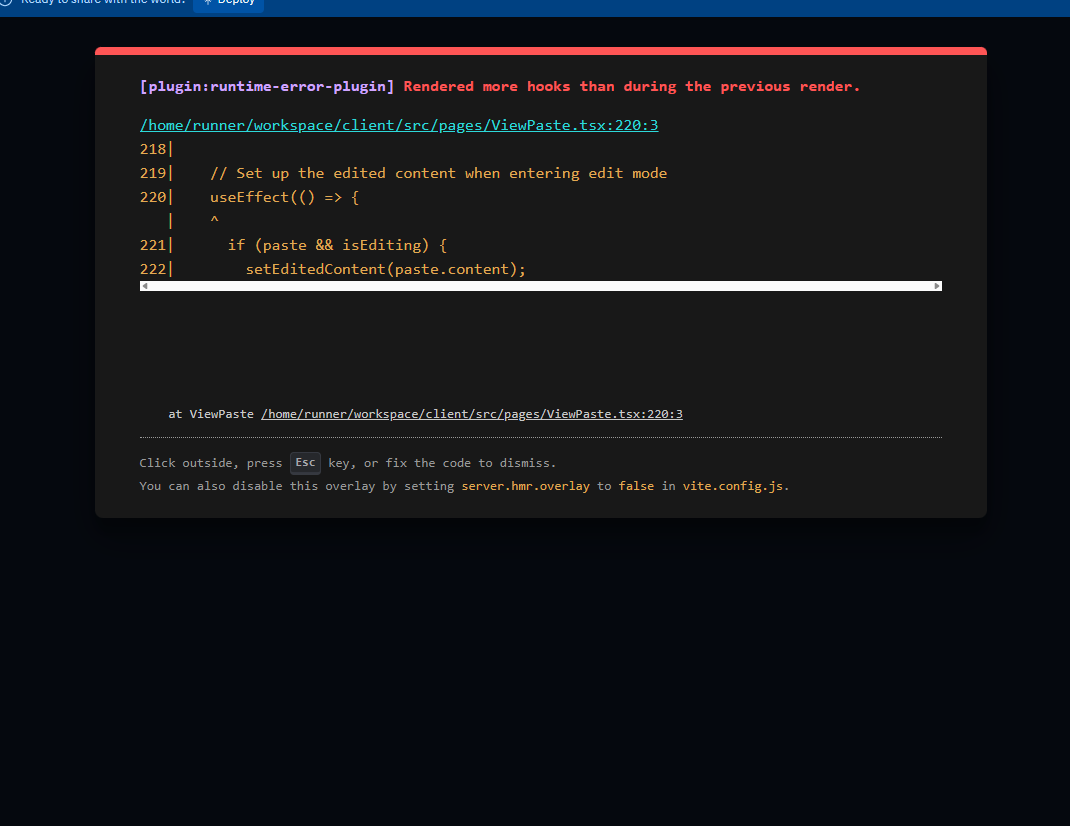 Ready to share with the world? Deploy
[plugin:runtime-error-plugin] Rendered more hooks than during the previous render.
/home/runner/workspace/client/src/pages/ViewPaste.tsx:220:3
218|
219|    // Set up the edited content when entering edit mode
220|    useEffect(() => {
   |    ^
221|      if (paste && isEditing) {
222|        setEditedContent(paste.content);
at ViewPaste /home/runner/workspace/client/src/pages/ViewPaste.tsx:220:3
Click outside, press Esc key, or fix the code to dismiss.
You can also disable this overlay by setting server.hmr.overlay to false in vite.config.js.